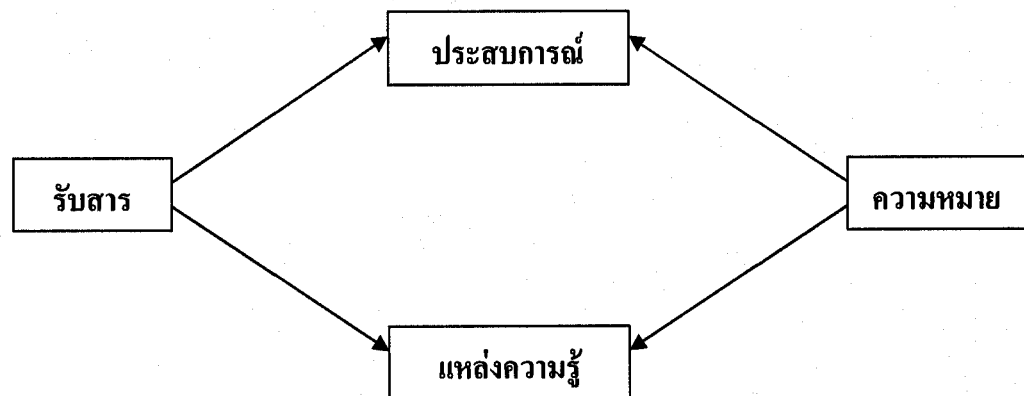 ประสบการณ์
รับสาร
ความหมาย
แหล่งความรู้